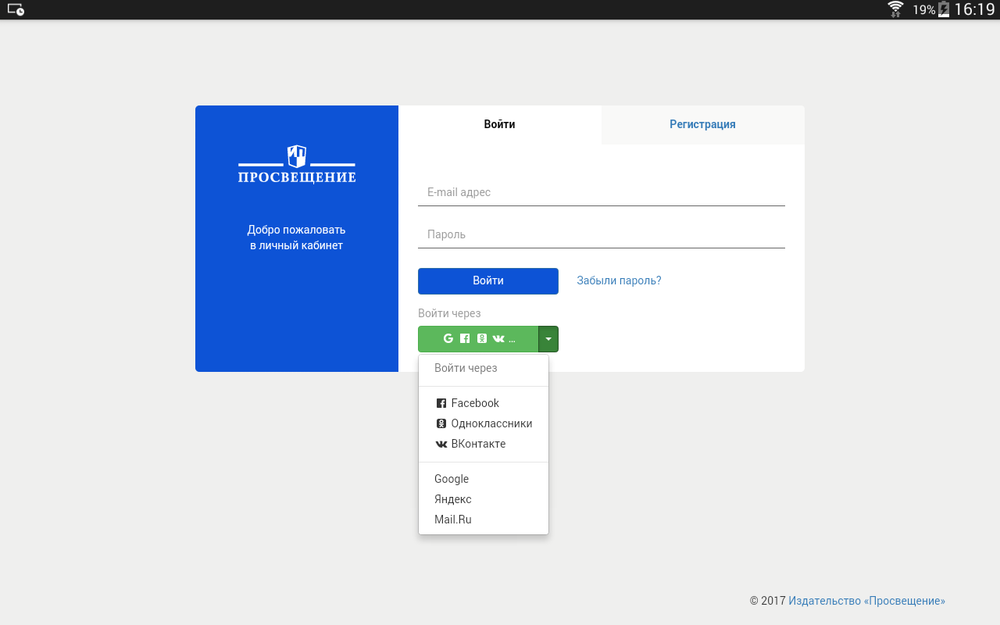 19% 16:19
ПРОСВЕЩЕНИЕ
Добро пожаловать
в личный кабинет
Войти
Регистрация
E-mail адрес
Пароль
Войти
Забыли пароль?
Войти через
...
Войти через
Facebook
Одноклассники
ВКонтакте
Google
Яндекс
Mail.Ru
© 2017 Издательство «Просвещение»